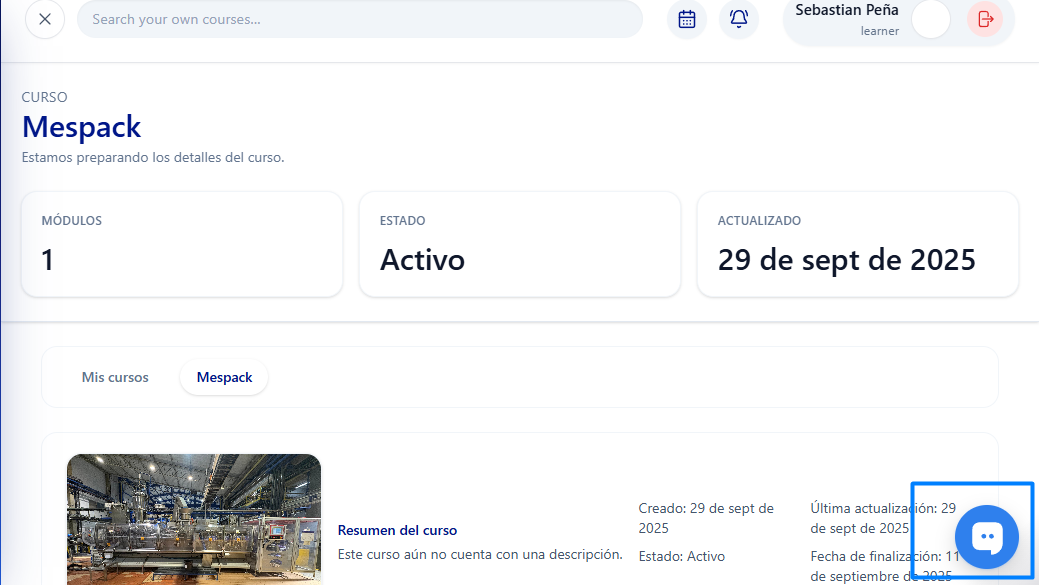 Search your own courses...
Sebastian Peña
learner
CURSO
Mespack
Estamos preparando los detalles del curso.
MÓDULOS
1
ESTADO
Activo
ACTUALIZADO
29 de sept de 2025
Mis cursos
Mespack
Resumen del curso
Este curso aún no cuenta con una descripción.
Creado: 29 de sept de
2025
Estado: Activo
Última actualización: 29
de sept de 2025
Fecha de finalización: 11
de septiembre de 2025